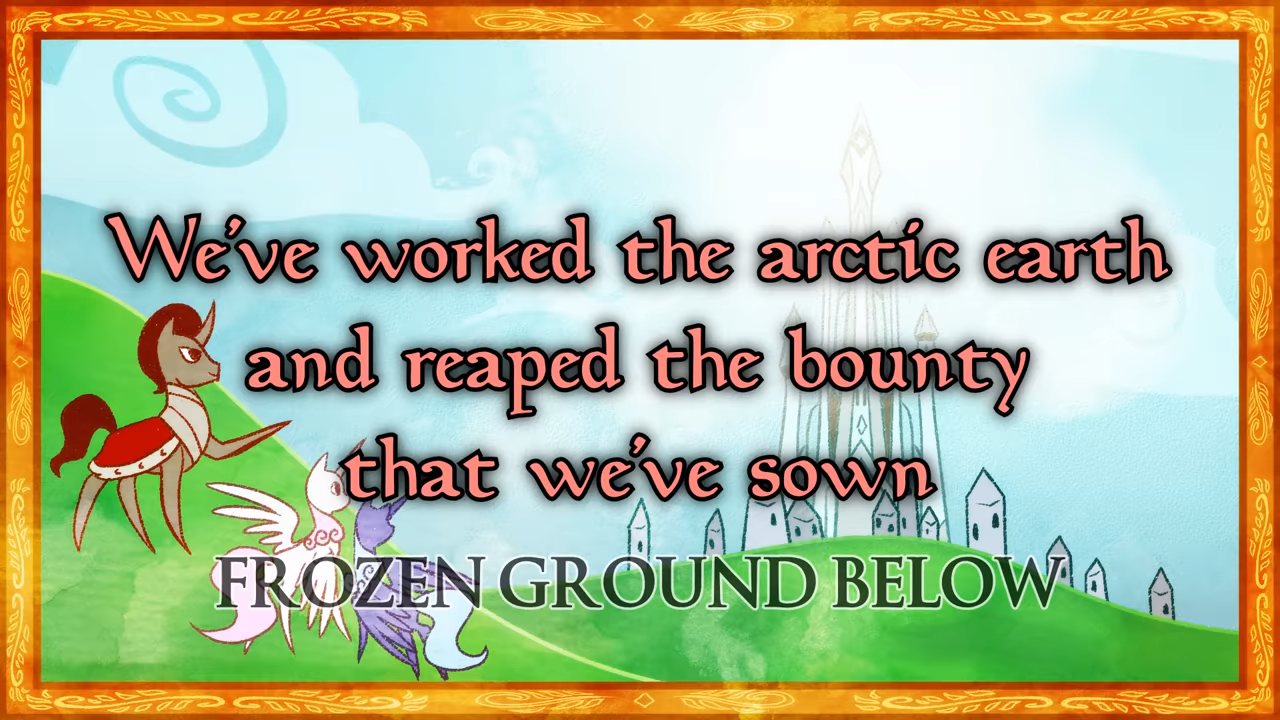 We've worked the arctic earth
and reaped the bounty
that we've sown
FROZEN GROUND BELOW